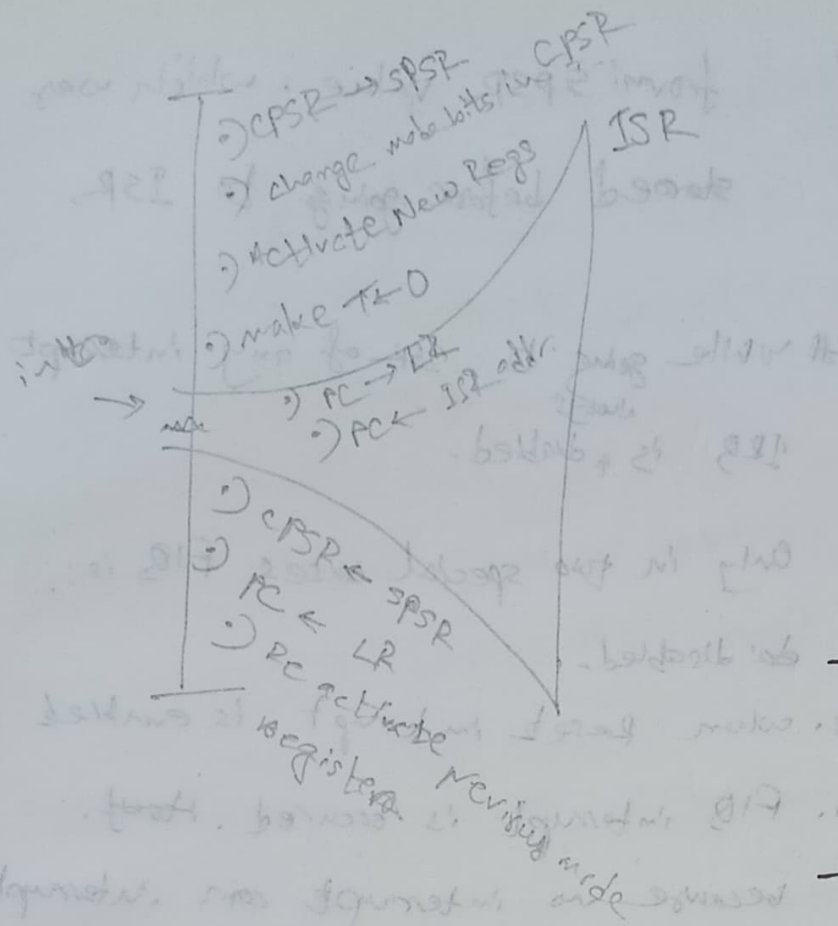 •) CPSR → SPSR
•) change mode bits in CPSR
•) Activate New Regs
•) make T ← 0
ISR
•) PC → LR
•) PC ← ISR addr.
•) CPSR ← SPSR
•) PC ← LR
•) Re activate previous mode
registers.